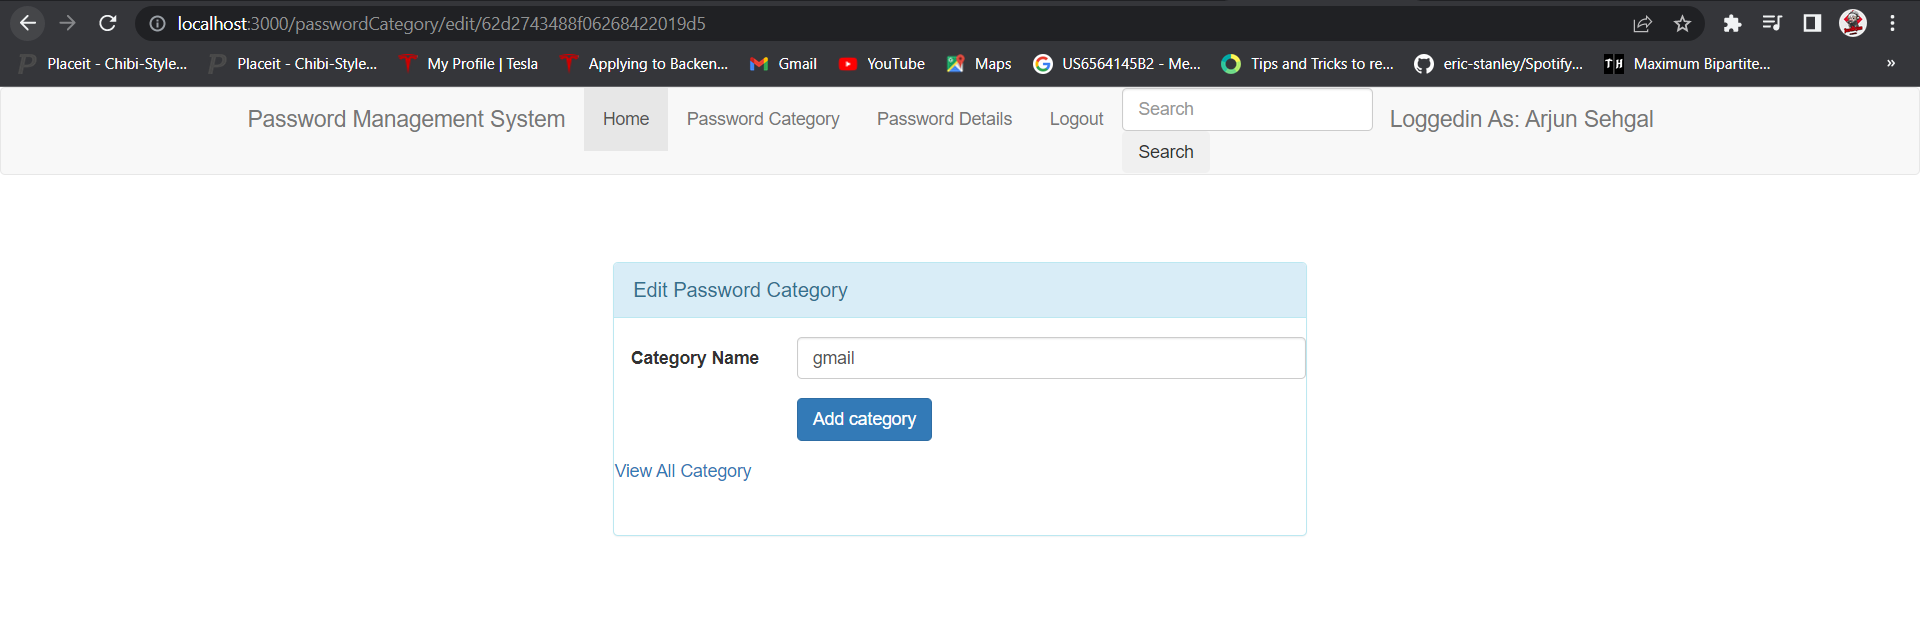 localhost:3000/passwordCategory/edit/62d2743488f06268422019d5
Placeit - Chibi-Style... Placeit - Chibi-Style... My Profile | Tesla Applying to Backen... Gmail YouTube Maps US6564145B2 - Me... Tips and Tricks to re... eric-stanley/Spotify... Maximum Bipartite... »
Password Management System Home Password Category Password Details Logout Search Loggedin As: Arjun Sehgal
Search
Edit Password Category
Category Name gmail
Add category
View All Category